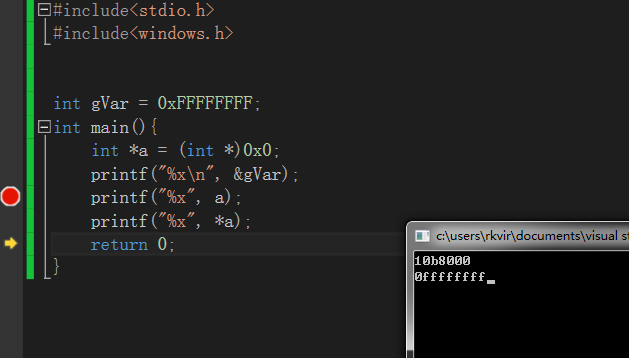 #include<stdio.h>
#include<windows.h>
int gVar = 0xFFFFFFFF;
int main(){
int *a = (int *)0x0;
printf("%x\n", &gVar);
printf("%x", a);
printf("%x", *a);
return 0;
}
c:\users\rkvir\documents\visual st
10b8000
0ffffffff